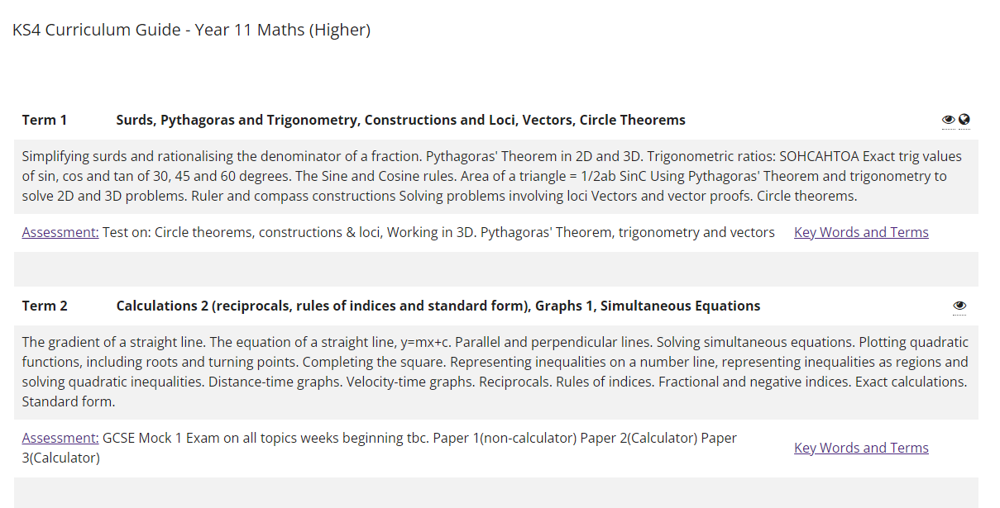 KS4 Curriculum Guide - Year 11 Maths (Higher)
Term 1 Surds, Pythagoras and Trigonometry, Constructions and Loci, Vectors, Circle Theorems
Simplifying surds and rationalising the denominator of a fraction. Pythagoras' Theorem in 2D and 3D. Trigonometric ratios: SOHCAHTOA Exact trig values
of sin, cos and tan of 30, 45 and 60 degrees. The Sine and Cosine rules. Area of a triangle = 1/2ab SinC Using Pythagoras' Theorem and trigonometry to
solve 2D and 3D problems. Ruler and compass constructions Solving problems involving loci Vectors and vector proofs. Circle theorems.
Assessment: Test on: Circle theorems, constructions & loci, Working in 3D. Pythagoras' Theorem, trigonometry and vectors Key Words and Terms
Term 2 Calculations 2 (reciprocals, rules of indices and standard form), Graphs 1, Simultaneous Equations
The gradient of a straight line. The equation of a straight line, y=mx+c. Parallel and perpendicular lines. Solving simultaneous equations. Plotting quadratic
functions, including roots and turning points. Completing the square. Representing inequalities on a number line, representing inequalities as regions and
solving quadratic inequalities. Distance-time graphs. Velocity-time graphs. Reciprocals. Rules of indices. Fractional and negative indices. Exact calculations.
Standard form.
Assessment: GCSE Mock 1 Exam on all topics weeks beginning tbc. Paper 1(non-calculator) Paper 2(Calculator) Paper
3(Calculator)
Key Words and Terms